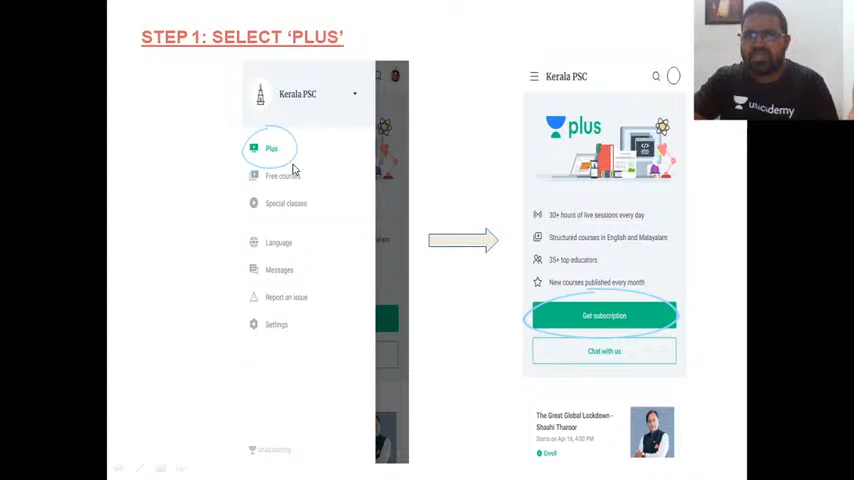 STEP 1: SELECT ‘PLUS’
Kerala PSC
Plus
Free courses
Special classes
Language
Messages
Report an issue
Settings
unacademy
Kerala PSC
plus
30+ hours of live sessions every day
Structured courses in English and Malayalam
35+ top educators
New courses published every month
Get subscription
Chat with us
The Great Global Lockdown -
Shashi Tharoor
Starts on Apr 16, 4:00 PM
Enroll
unacademy